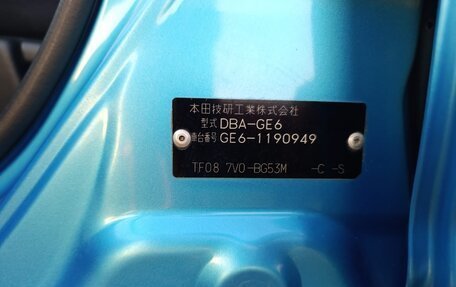 本田技研工業株式会社
型式 DBA-GE6
車台番号 GE6-1190949
TF08 7V0-BG53M -C -S